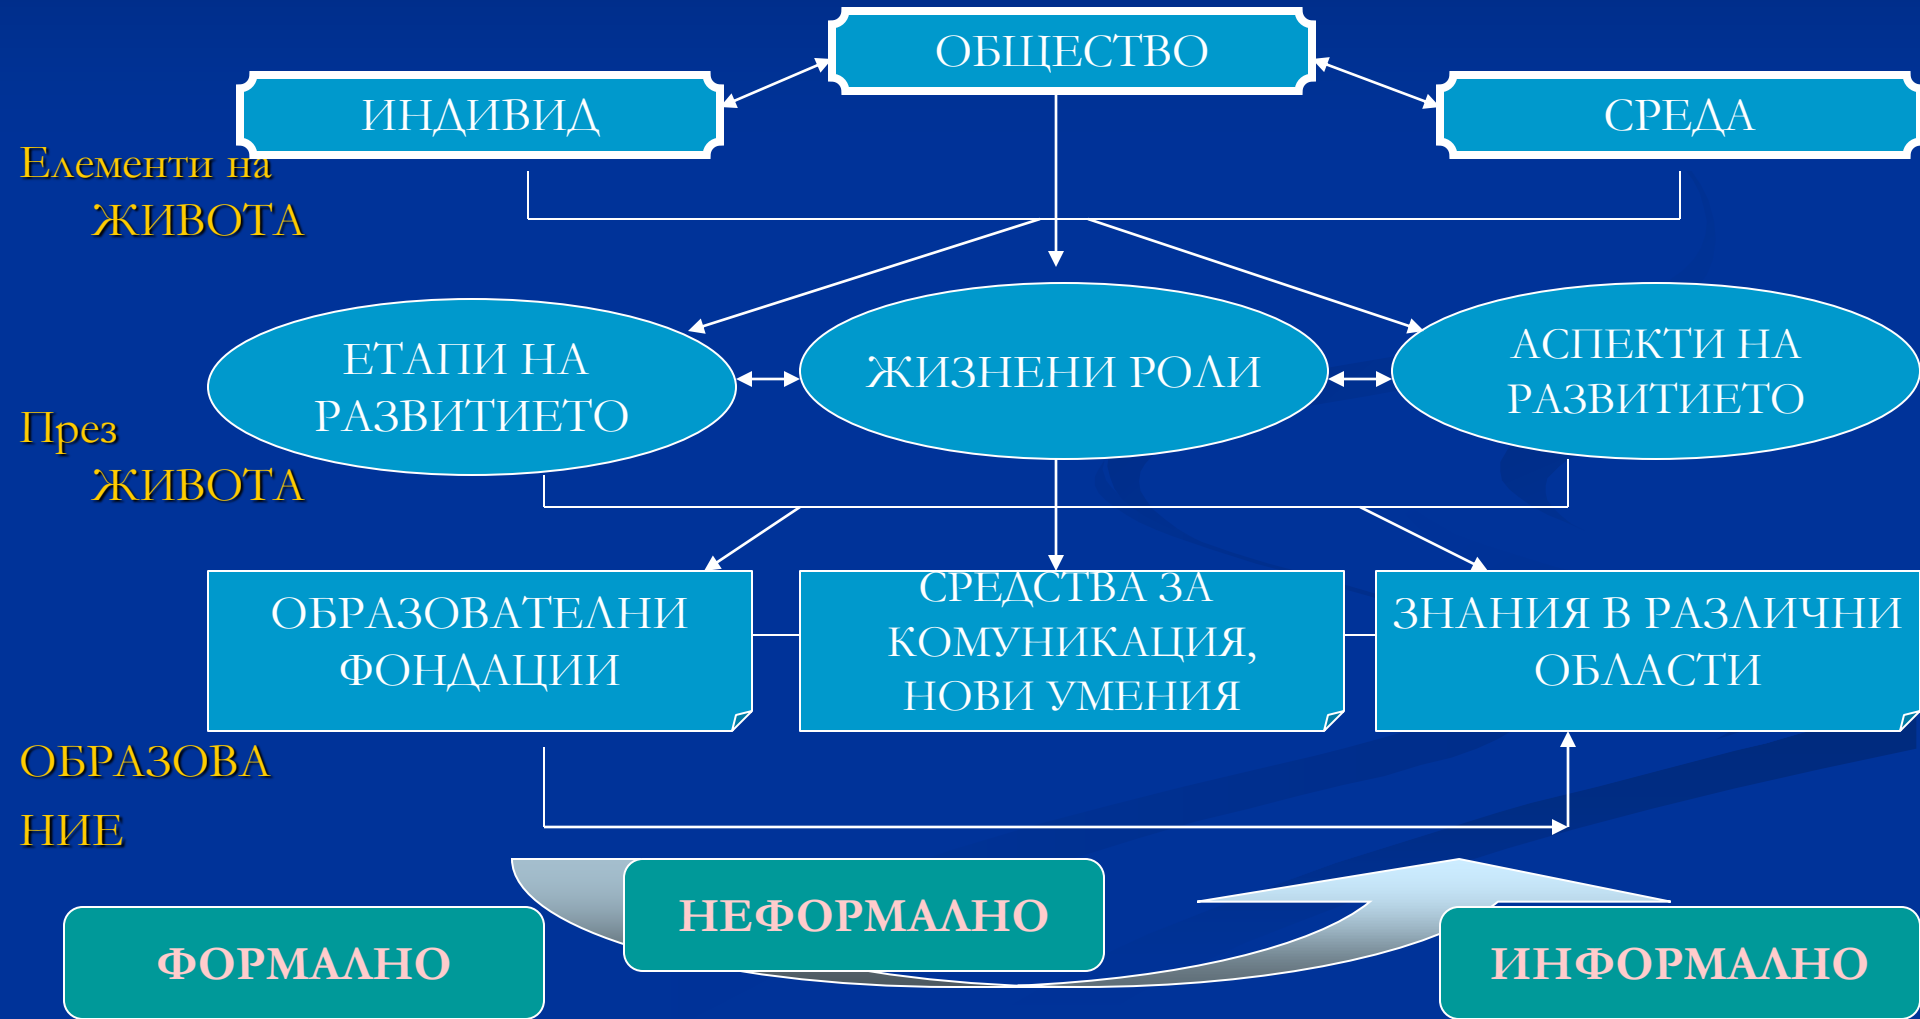 ОБЩЕСТВО
ИНДИВИД
СРЕДА
Елементи на
ЖИВОТА
ЕТАПИ НА
РАЗВИТИЕТО
ЖИЗНЕНИ РОЛИ
АСПЕКТИ НА
РАЗВИТИЕТО
През
ЖИВОТА
ОБРАЗОВАТЕЛНИ
ФОНДАЦИИ
СРЕДСТВА ЗА
КОМУНИКАЦИЯ,
НОВИ УМЕНИЯ
ЗНАНИЯ В РАЗЛИЧНИ
ОБЛАСТИ
ОБРАЗОВА
НИЕ
ФОРМАЛНО
НЕФОРМАЛНО
ИНФОРМАЛНО